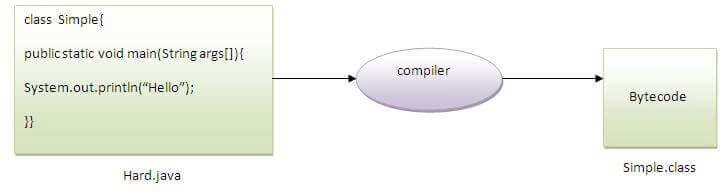 class Simple{
public static void main(String args[]){
System.out.println(“Hello”);
}}
Hard.java
compiler
Bytecode
Simple.class